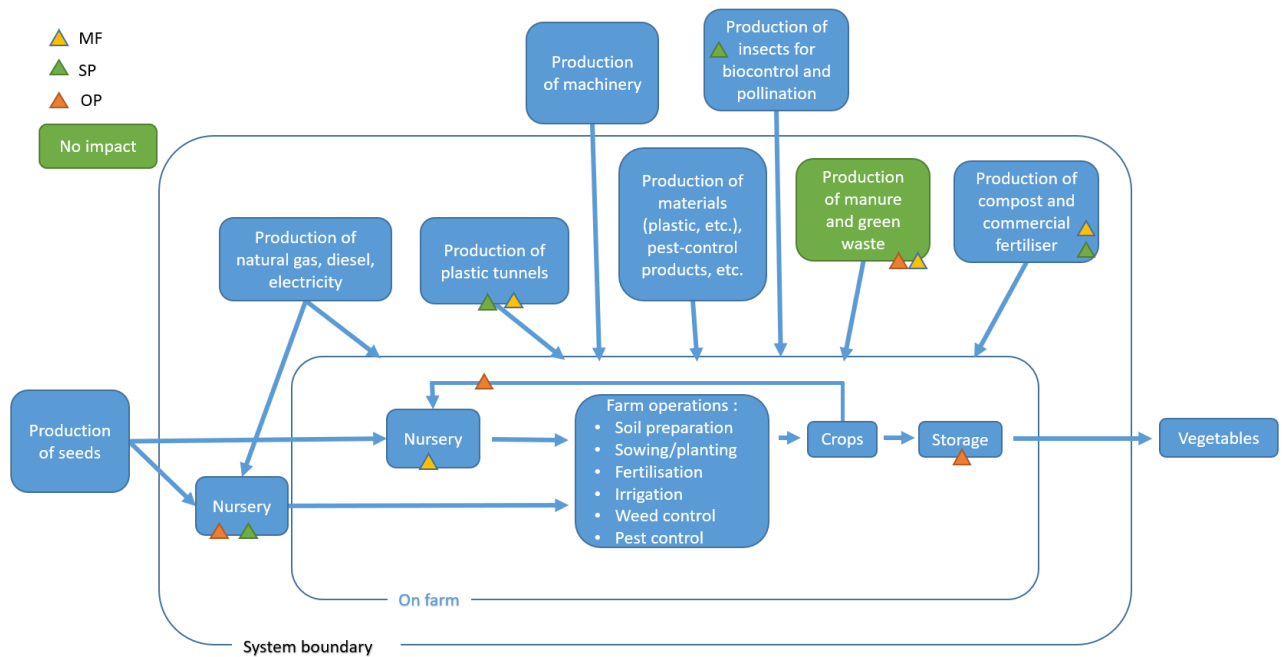 MF
SP
OP
No impact
Production
of machinery
Production of
insects for
biocontrol and
pollination
Production of
natural gas, diesel,
electricity
Production of
plastic tunnels
Production of
materials
(plastic, etc.),
pest-control
products, etc.
Production
of manure
and green
waste
Production of
compost and
commercial
fertiliser
Production
of seeds
Nursery
Nursery
Farm operations :
• Soil preparation
• Sowing/planting
• Fertilisation
• Irrigation
• Weed control
• Pest control
Crops
Storage
Vegetables
On farm
System boundary